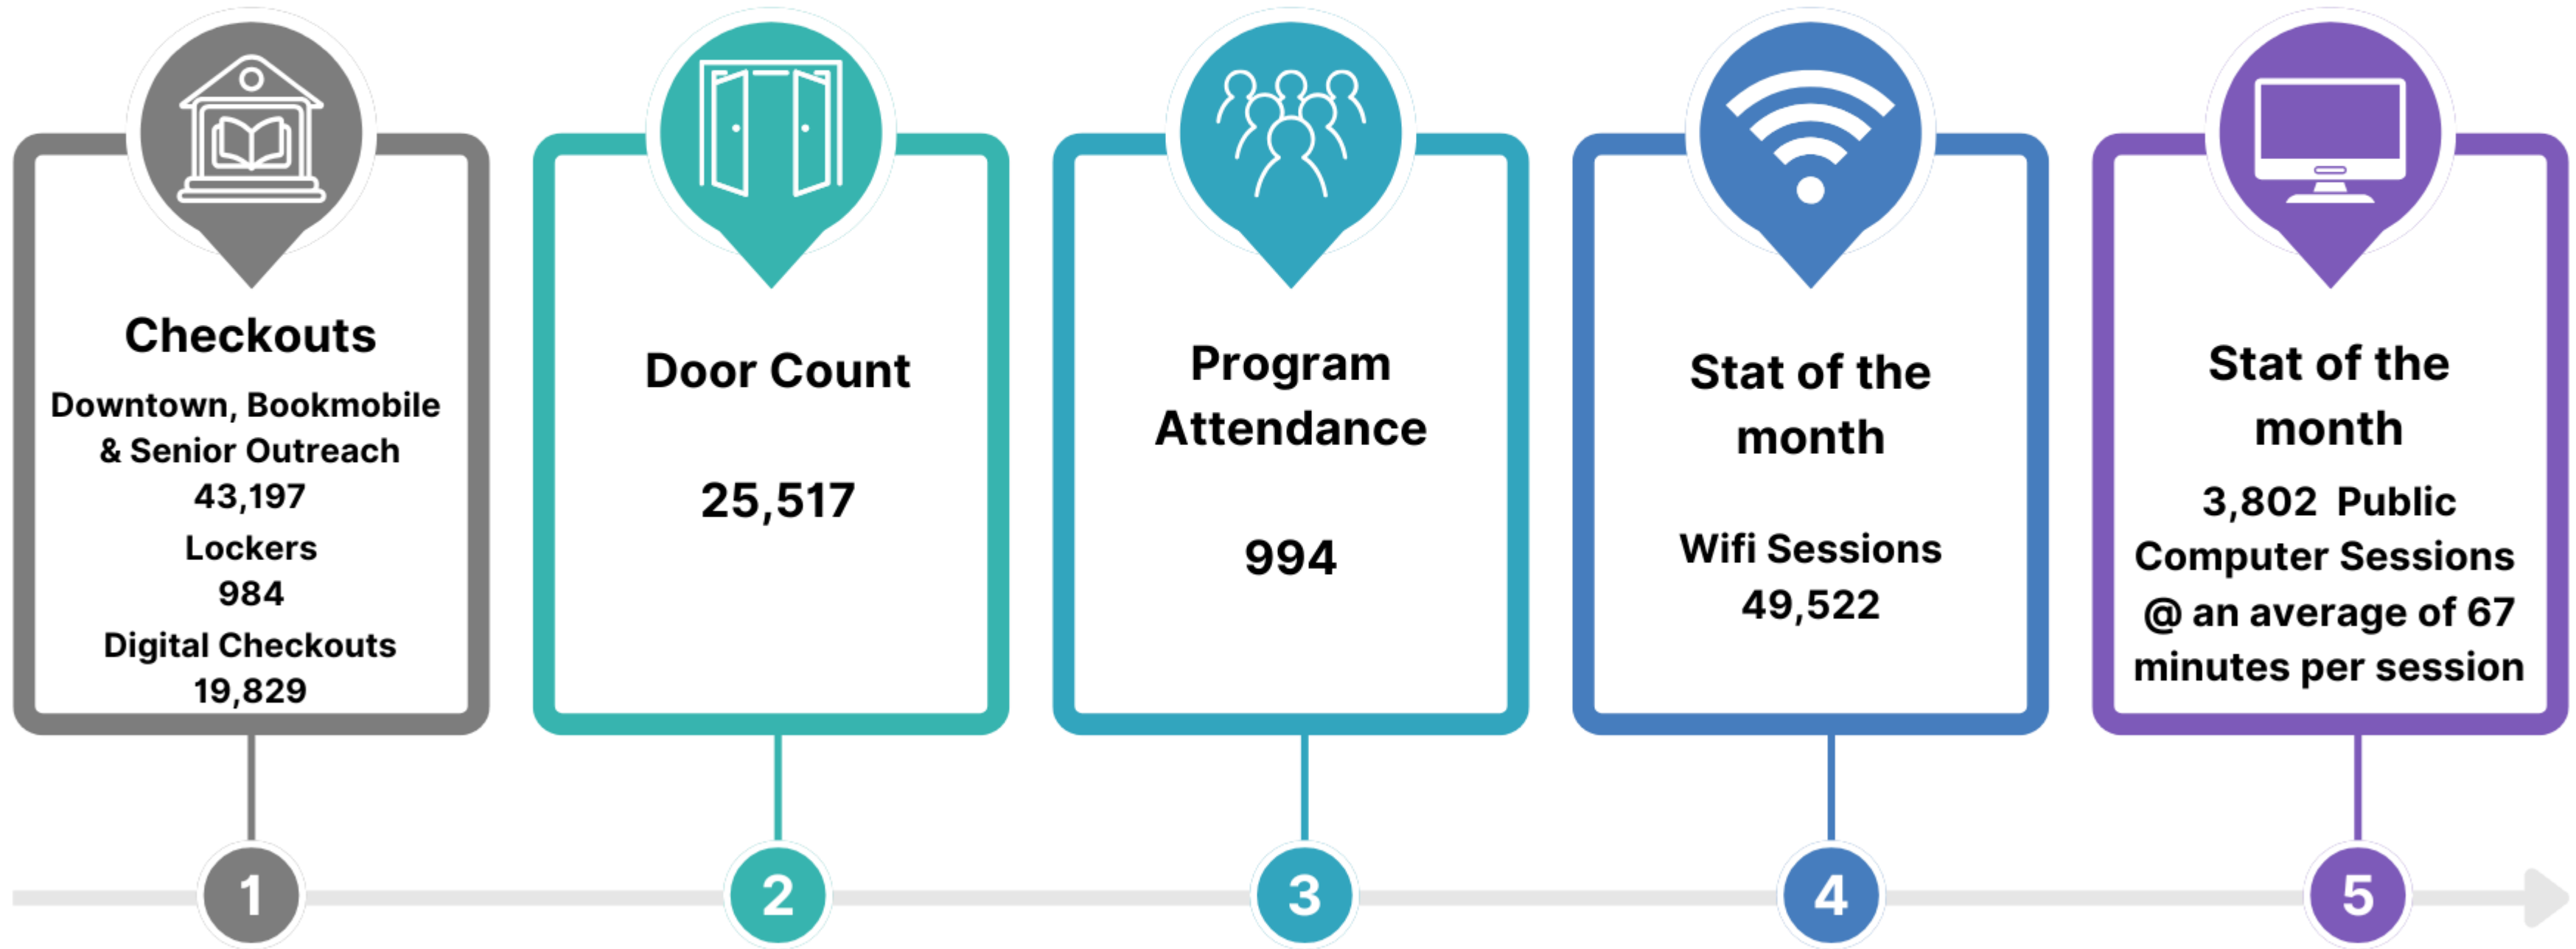 Checkouts
Downtown, Bookmobile
& Senior Outreach
43,197
Lockers
984
Digital Checkouts
19,829
Door Count
25,517
Program
Attendance
994
Stat of the
month
Wifi Sessions
49,522
Stat of the
month
3,802 Public
Computer Sessions
@ an average of 67
minutes per session
1
2
3
4
5